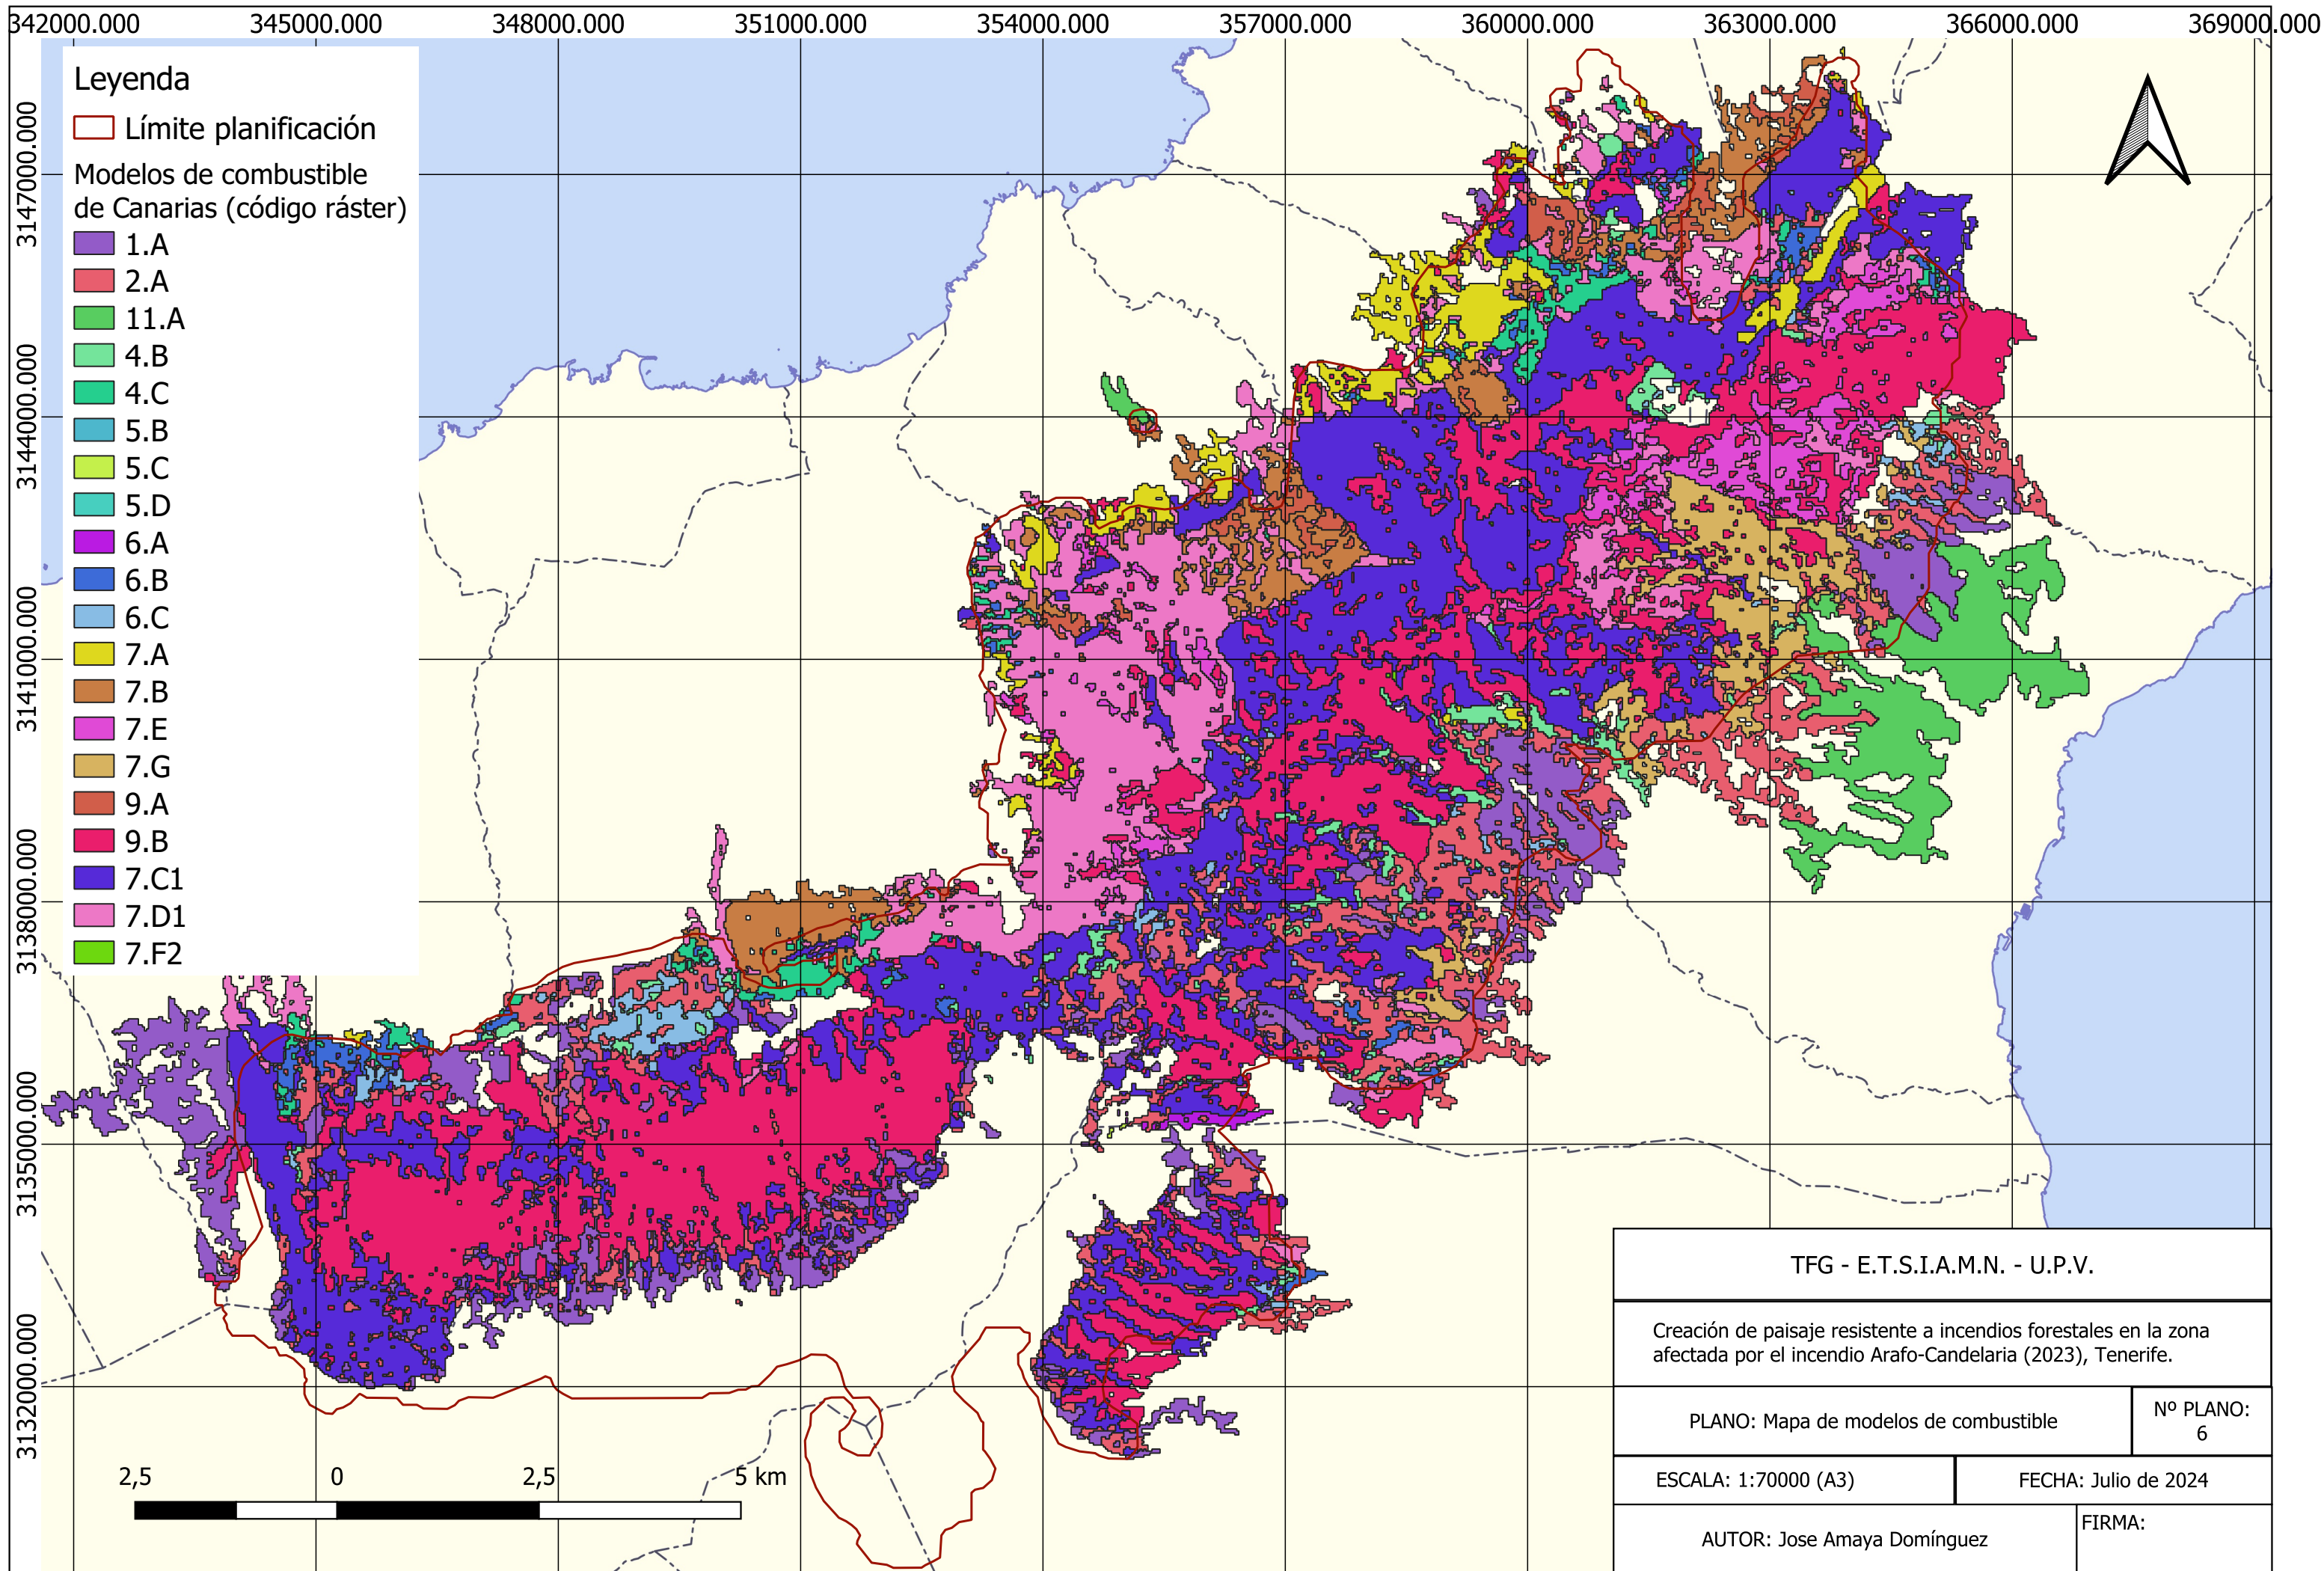 342000.000 345000.000 348000.000 351000.000 354000.000 357000.000 360000.000 363000.000 366000.000 369000.000
3147000.000
3144000.000
3141000.000
3138000.000
3135000.000
3132000.000
Leyenda
Límite planificación
Modelos de combustible
de Canarias (código ráster)
1.A
2.A
11.A
4.B
4.C
5.B
5.C
5.D
6.A
6.B
6.C
7.A
7.B
7.E
7.G
9.A
9.B
7.C1
7.D1
7.F2
2,5 0 2,5 5 km
TFG - E.T.S.I.A.M.N. - U.P.V.
Creación de paisaje resistente a incendios forestales en la zona
afectada por el incendio Arafo-Candelaria (2023), Tenerife.
PLANO: Mapa de modelos de combustible
Nº PLANO:
6
ESCALA: 1:70000 (A3)
FECHA: Julio de 2024
AUTOR: Jose Amaya Domínguez
FIRMA: